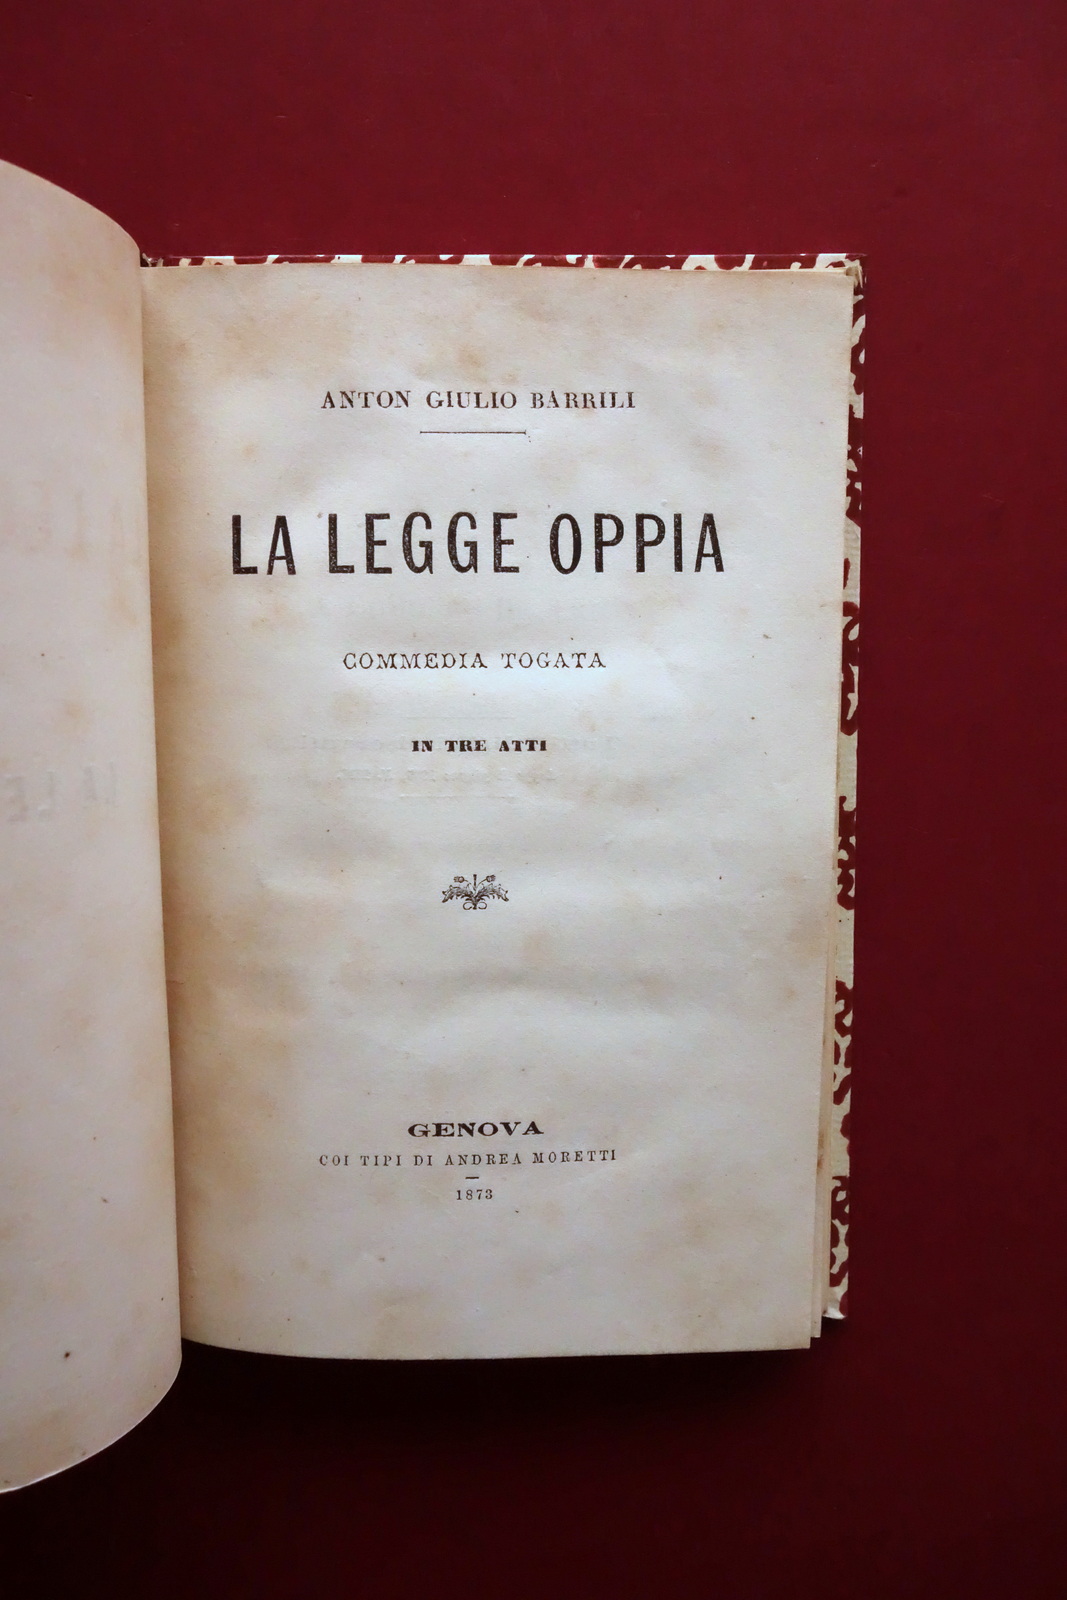 ANTON GIULIO BARRILI
LA LEGGE OPPIA
COMMEDIA TOGATA
IN TRE ATTI
GENOVA
COI TIPI DI ANDREA MORETTI
1873